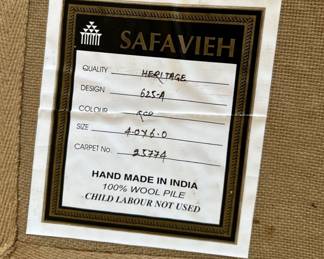 SAFAVIEH
QUALITY HERITAGE
DESIGN 625-A
COLOUR
SIZE 4-0X6-0
CARPET No. 25774
HAND MADE IN INDIA
100% WOOL PILE
CHILD LABOUR NOT USED